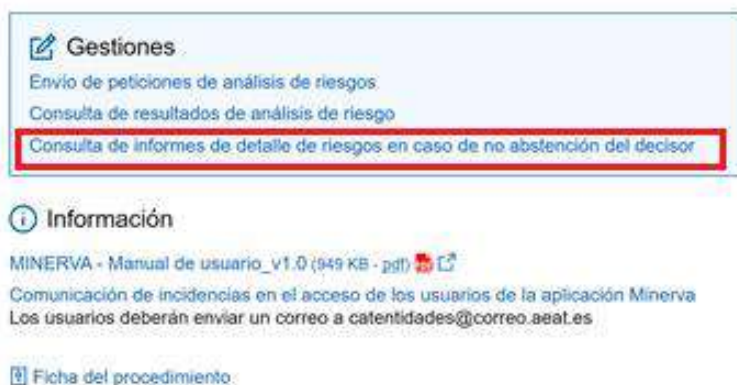 Gestiones
Envío de peticiones de análisis de riesgos
Consulta de resultados de análisis de riesgo
Consulta de informes de detalle de riesgos en caso de no abstención del decisor
Información
MINERVA - Manual de usuario_v1.0 (949 KB - pdf)
Comunicación de incidencias en el acceso de los usuarios de la aplicación Minerva
Los usuarios deberán enviar un correo a catentidades@correo.aeat.es
Ficha del procedimiento